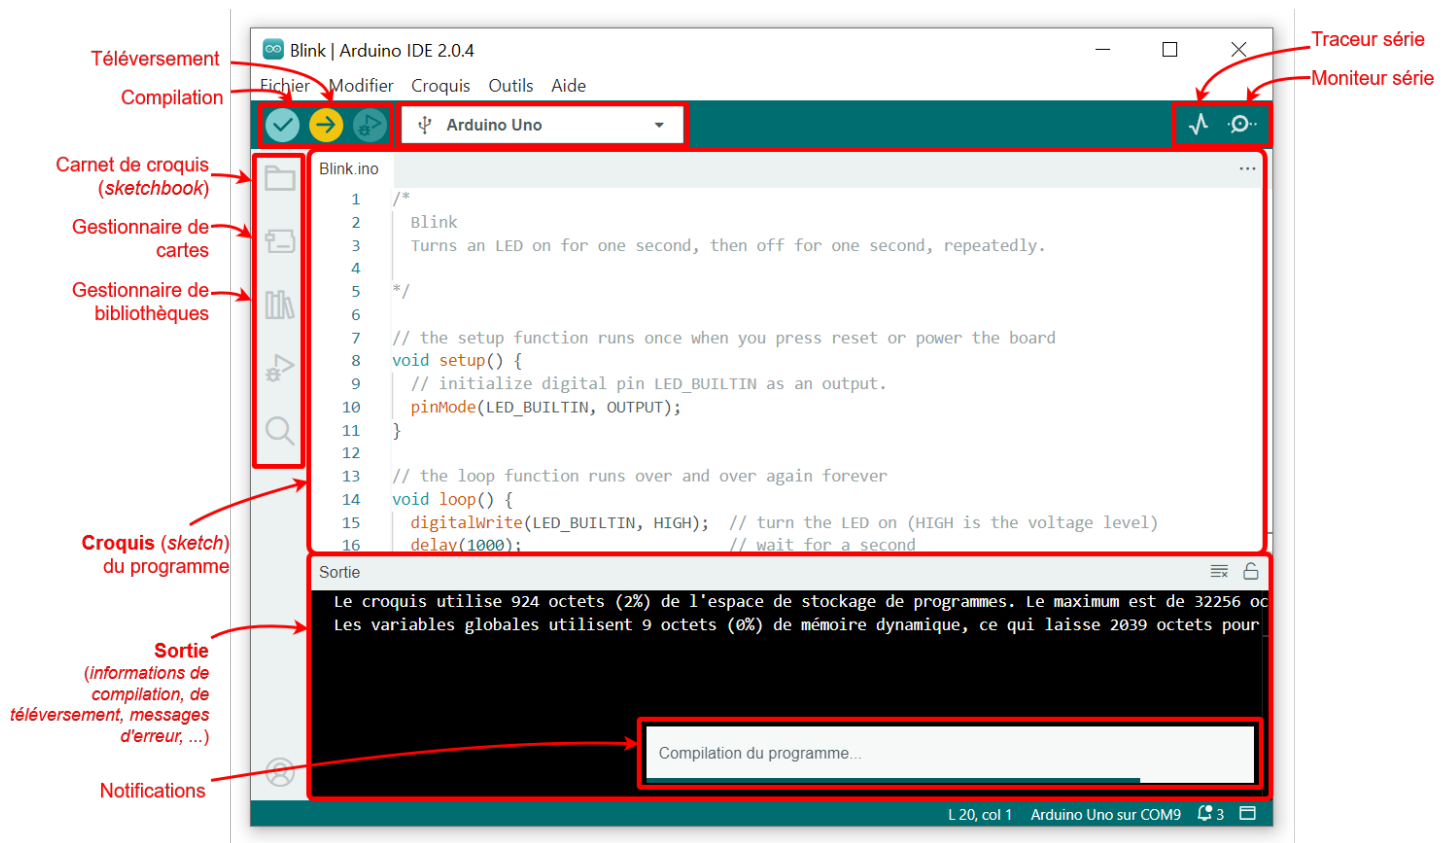 Blink | Arduino IDE 2.0.4
Fichier Modifier Croquis Outils Aide
Téléversement
Compilation
Traceur série
Moniteur série
Arduino Uno
Carnet de croquis
(sketchbook)
Gestionnaire de
cartes
Gestionnaire de
bibliothèques
Croquis (sketch)
du programme
Sortie
(informations de
compilation, de
téléversement, messages
d'erreur, ...)
Notifications
Blink.ino
1 /*
2 Blink
3 Turns an LED on for one second, then off for one second, repeatedly.
4
5 */
6
7 // the setup function runs once when you press reset or power the board
8 void setup() {
9 // initialize digital pin LED_BUILTIN as an output.
10 pinMode(LED_BUILTIN, OUTPUT);
11 }
12
13 // the loop function runs over and over again forever
14 void loop() {
15 digitalWrite(LED_BUILTIN, HIGH); // turn the LED on (HIGH is the voltage level)
16 delay(1000); // wait for a second
Sortie
Le croquis utilise 924 octets (2%) de l'espace de stockage de programmes. Le maximum est de 32256 oc
Les variables globales utilisent 9 octets (0%) de mémoire dynamique, ce qui laisse 2039 octets pour
Compilation du programme...
L 20, col 1 Arduino Uno sur COM9 3